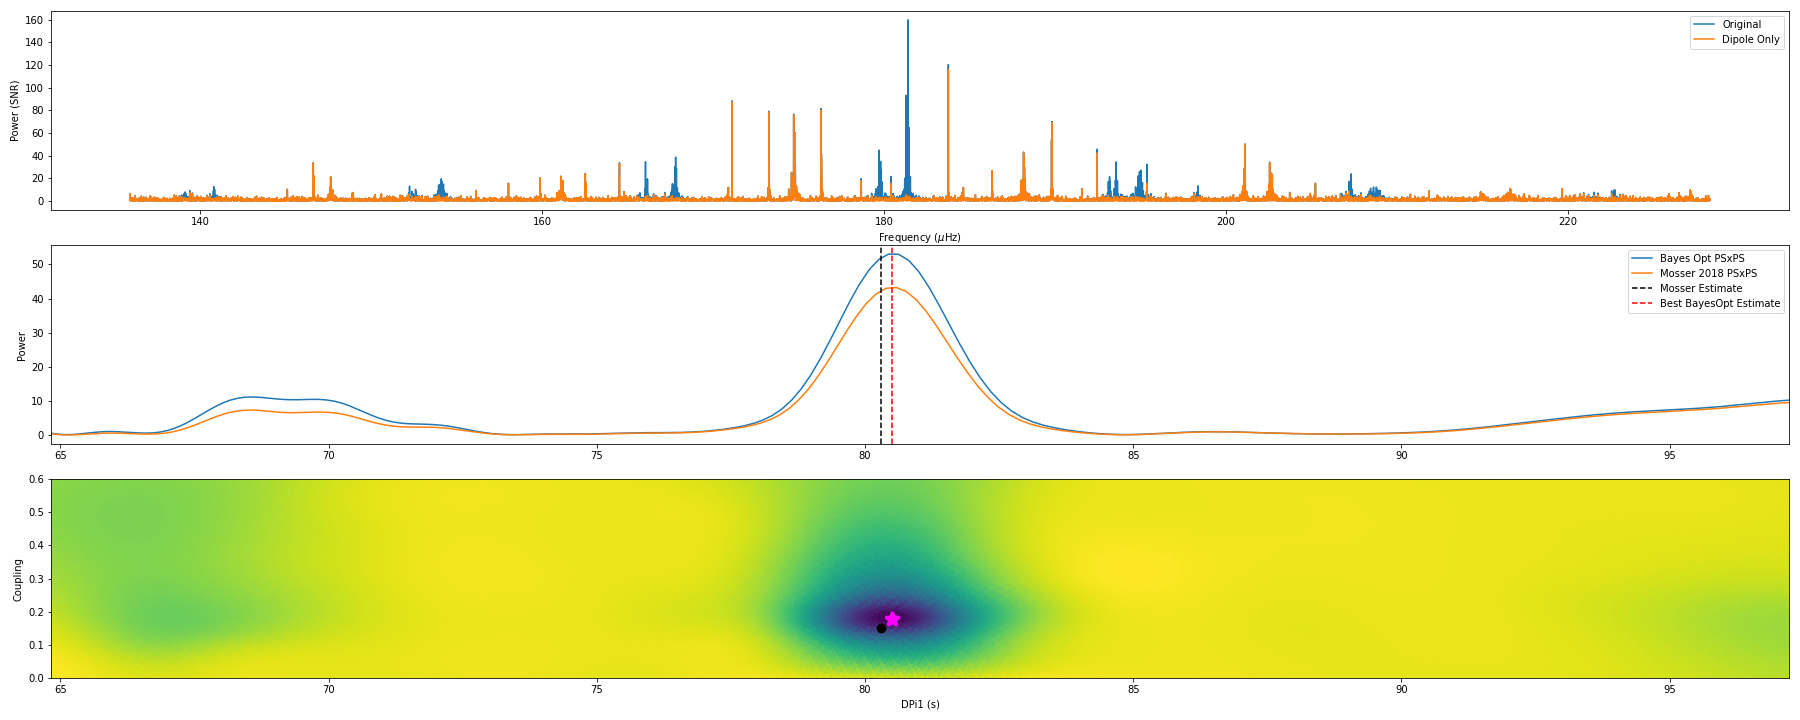 160
140
120
100
80
60
40
20
0
Power (SNR)
Original
Dipole Only
140 160 180 200 220
Frequency (μHz)
50
40
30
20
10
0
Power
Bayes Opt PSxPS
Mosser 2018 PSxPS
Mosser Estimate
Best BayesOpt Estimate
65 70 75 80 85 90 95
0.6
0.5
0.4
0.3
0.2
0.1
0.0
Coupling
65 70 75 80 85 90 95
DPi1 (s)